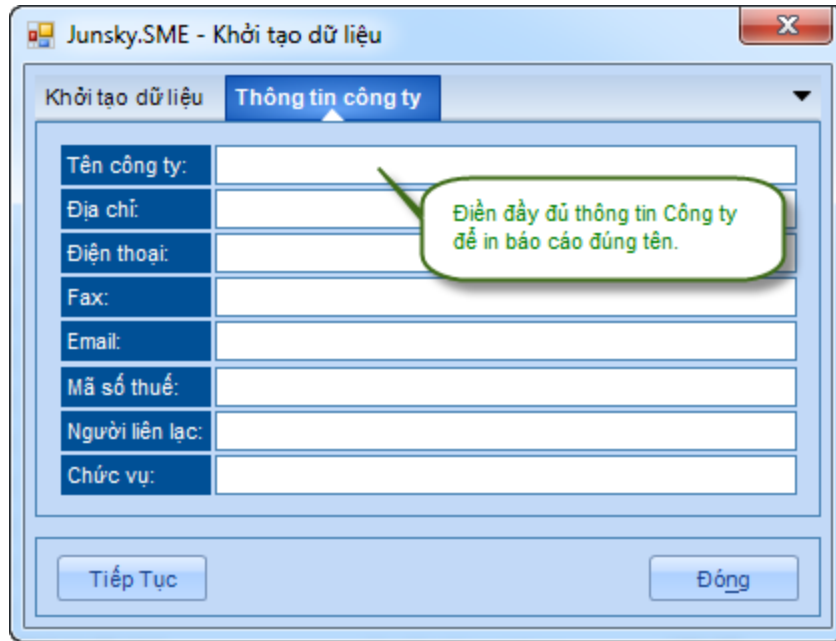 Junsky.SME - Khởi tạo dữ liệu
Khởi tạo dữ liệu
Thông tin công ty
Tên công ty:
Địa chỉ:
Điền đầy đủ thông tin Công ty
để in báo cáo đúng tên.
Điện thoại:
Fax:
Email:
Mã số thuế:
Người liên lạc:
Chức vụ:
Tiếp Tục
Đóng